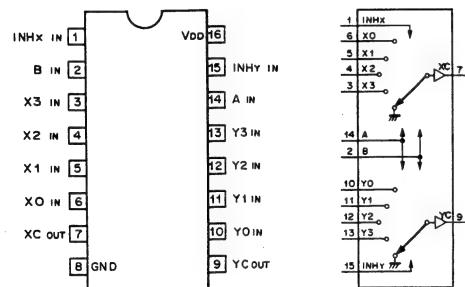 INHX 1
B IN 2
X3 IN 3
X2 IN 4
X1 IN 5
X0 IN 6
XC OUT 7
8 GND
VDD 16
15 INHY IN
14 A IN
13 Y3 IN
12 Y2 IN
11 Y1 IN
10 Y0 IN
9 YC OUT
1 INHX
6 X0
5 X1
4 X2
3 X3
XC 7
14 A
2 B
10 Y0
11 Y1
12 Y2
13 Y3
YC 9
15 INHY